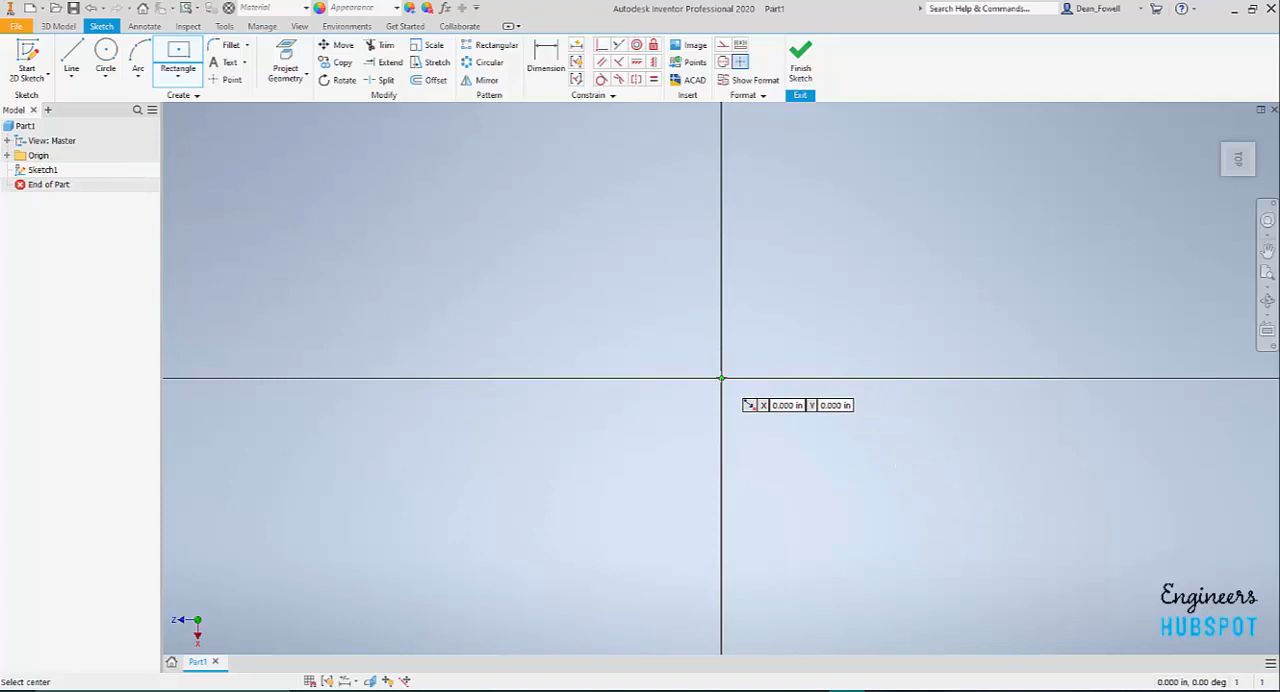 Material Appearance Autodesk Inventor Professional 2020 Part1 Search Help & Commands... Dean_Fowell
File 3D Model Sketch Annotate Inspect Tools Manage View Environments Get Started Collaborate
Start 2D Sketch Line Circle Arc Rectangle Fillet Text Point Project Geometry Move Copy Rotate Trim Extend Split Scale Stretch Offset Rectangular Circular Mirror Dimension Image Points ACAD Show Format Finish Sketch
Sketch Create Modify Pattern Constrain Insert Format Exit
Model
Part1
View: Master
Origin
Sketch1
End of Part
TOP
X 0.000 in Y 0.000 in
Engineers
HUBSPOT
Z
X
Part1
Select center 0.000 in, 0.00 deg 1 1